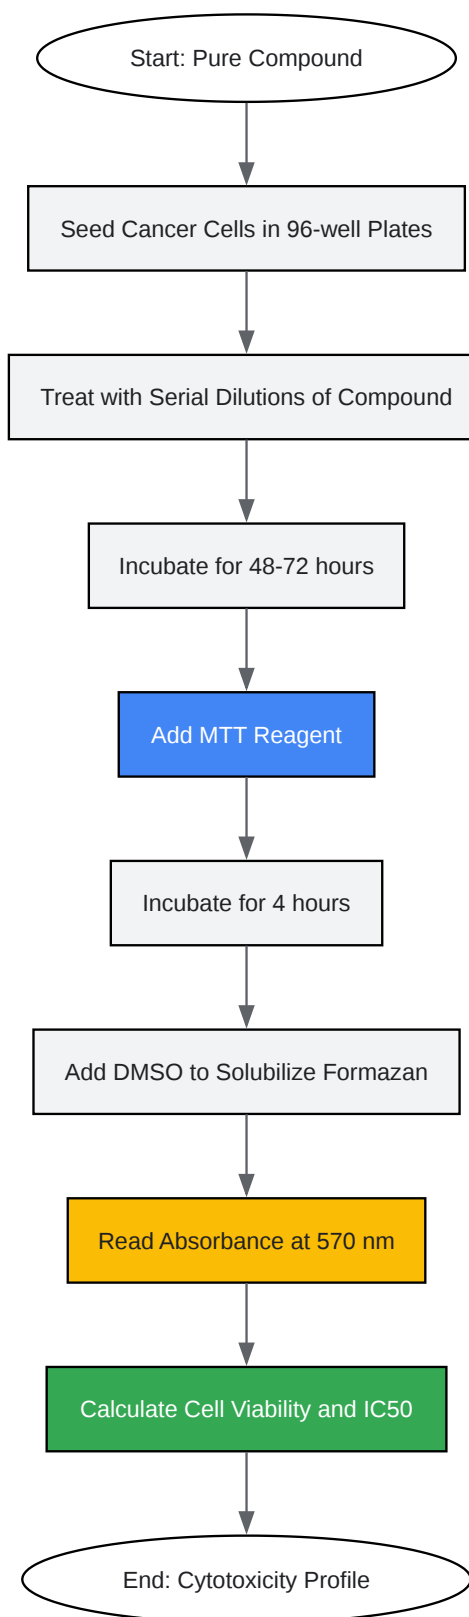 Start: Pure Compound
Seed Cancer Cells in 96-well Plates
Treat with Serial Dilutions of Compound
Incubate for 48-72 hours
Add MTT Reagent
Incubate for 4 hours
Add DMSO to Solubilize Formazan
Read Absorbance at 570 nm
Calculate Cell Viability and IC50
End: Cytotoxicity Profile